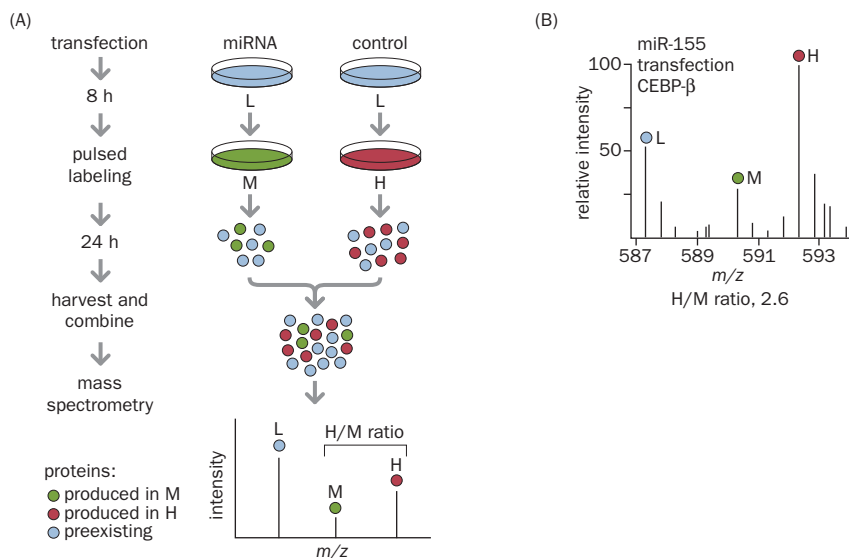 (A)
transfection
8 h
pulsed
labeling
24 h
harvest and
combine
mass
spectrometry
miRNA
control
L
L
M
H
L
H/M ratio
M
H
intensity
m/z
proteins:
produced in M
produced in H
preexisting
(B)
miR-155
transfection
CEBP-β
100
50
relative intensity
L
M
H
587
589
591
593
m/z
H/M ratio, 2.6